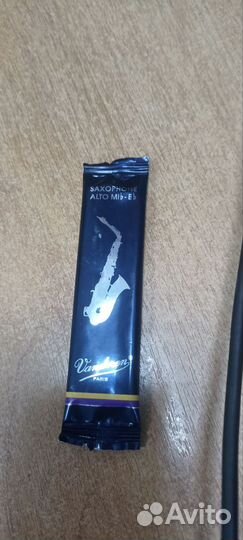 SAXOPHONE
ALTO Mib-Eb
Vandoren
PARIS
Avito